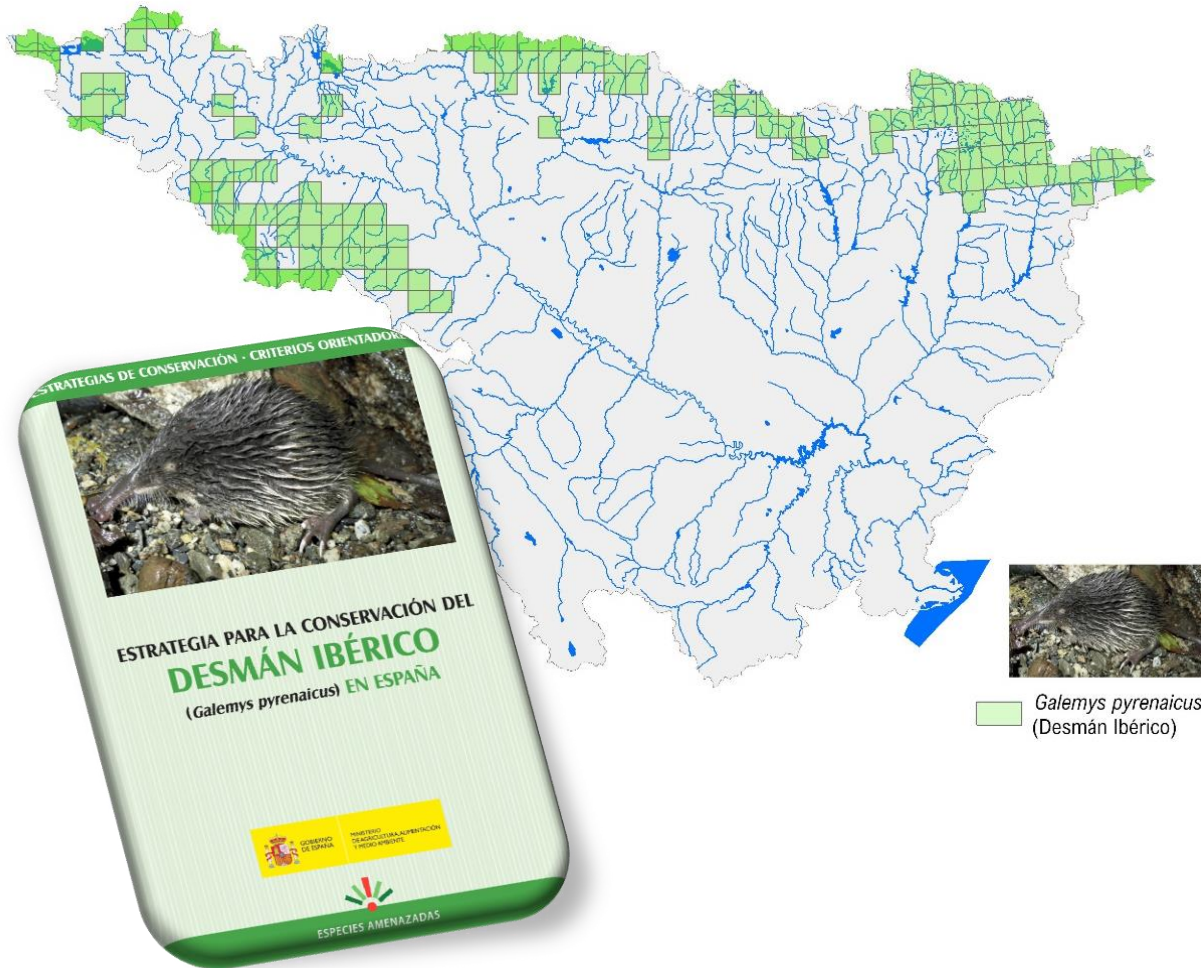 ESTRATEGIAS DE CONSERVACIÓN · CRITERIOS ORIENTADOR
ESTRATEGIA PARA LA CONSERVACIÓN DEL
DESMÁN IBÉRICO
(Galemys pyrenaicus) EN ESPAÑA
GOBIERNO
DE ESPAÑA
MINISTERIO
DE AGRICULTURA, ALIMENTACIÓN
Y MEDIO AMBIENTE
ESPECIES AMENAZADAS
Galemys pyrenaicus
(Desmán Ibérico)